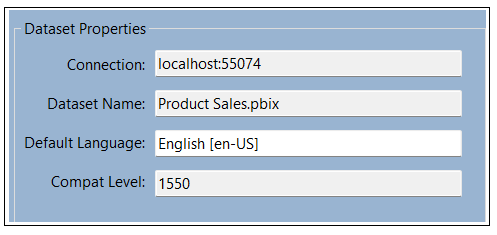 Dataset Properties
Connection: localhost:55074
Dataset Name: Product Sales.pbix
Default Language: English [en-US]
Compat Level: 1550